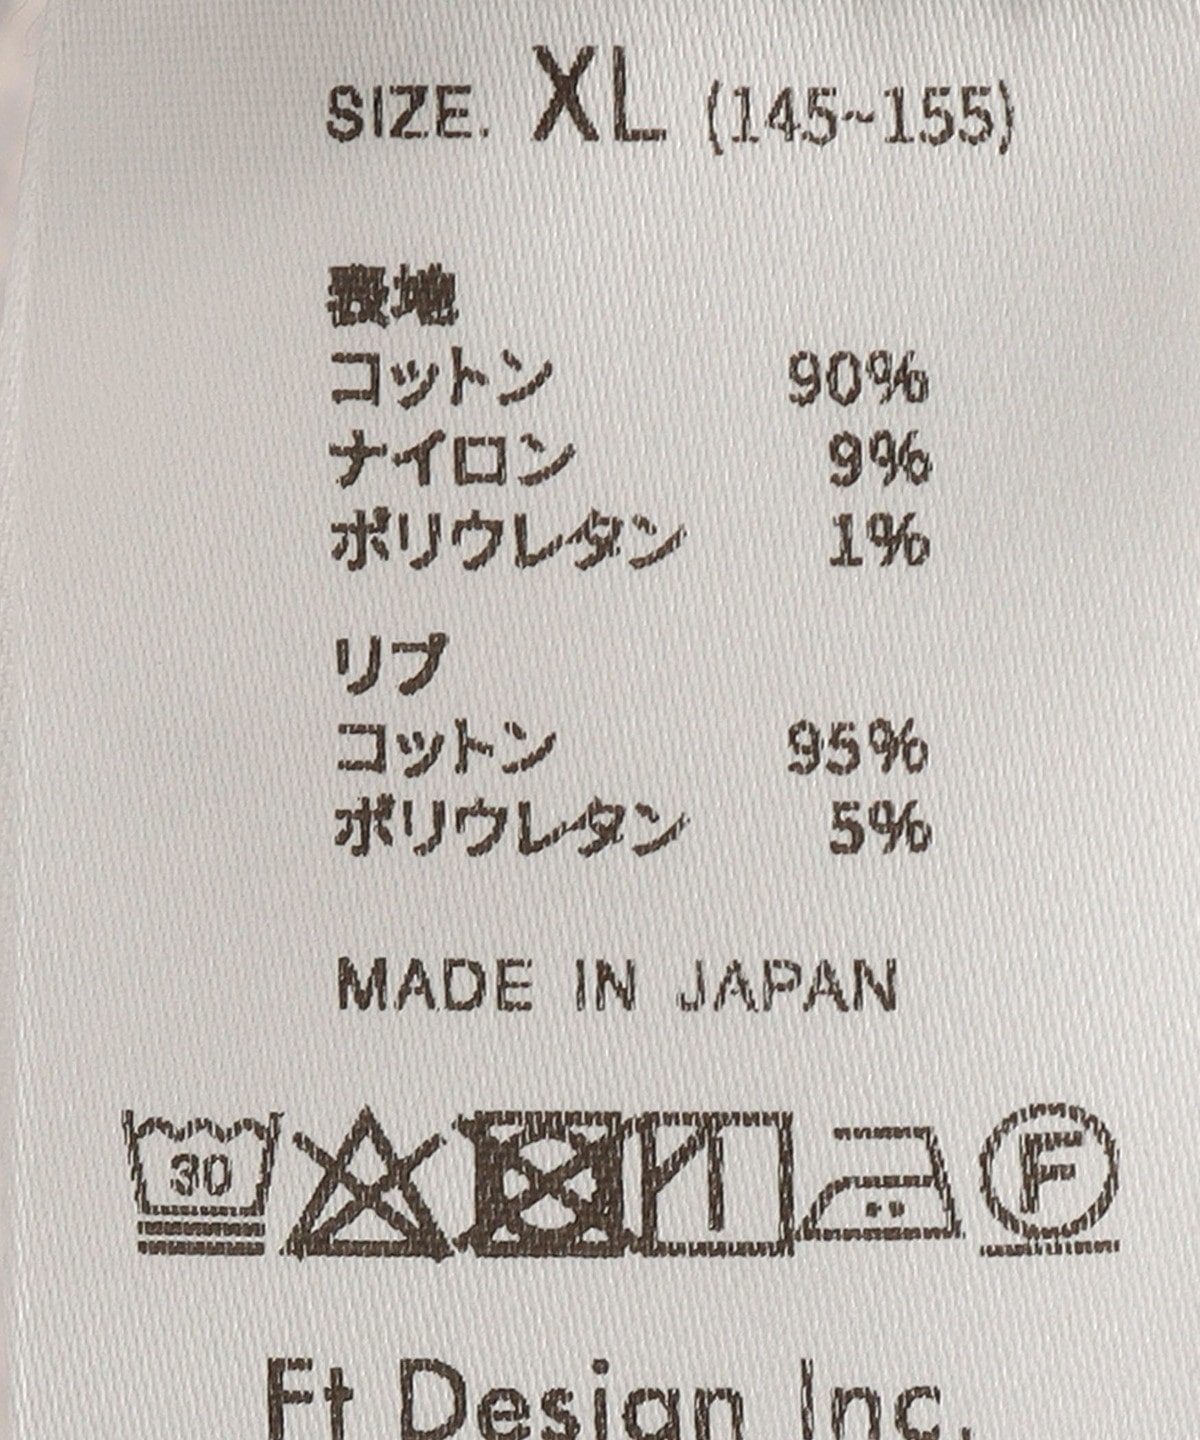 SIZE. XL (145~155)
表地
コットン 90%
ナイロン 9%
ポリウレタン 1%
リブ
コットン 95%
ポリウレタン 5%
MADE IN JAPAN
30 F
Ft Design Inc.